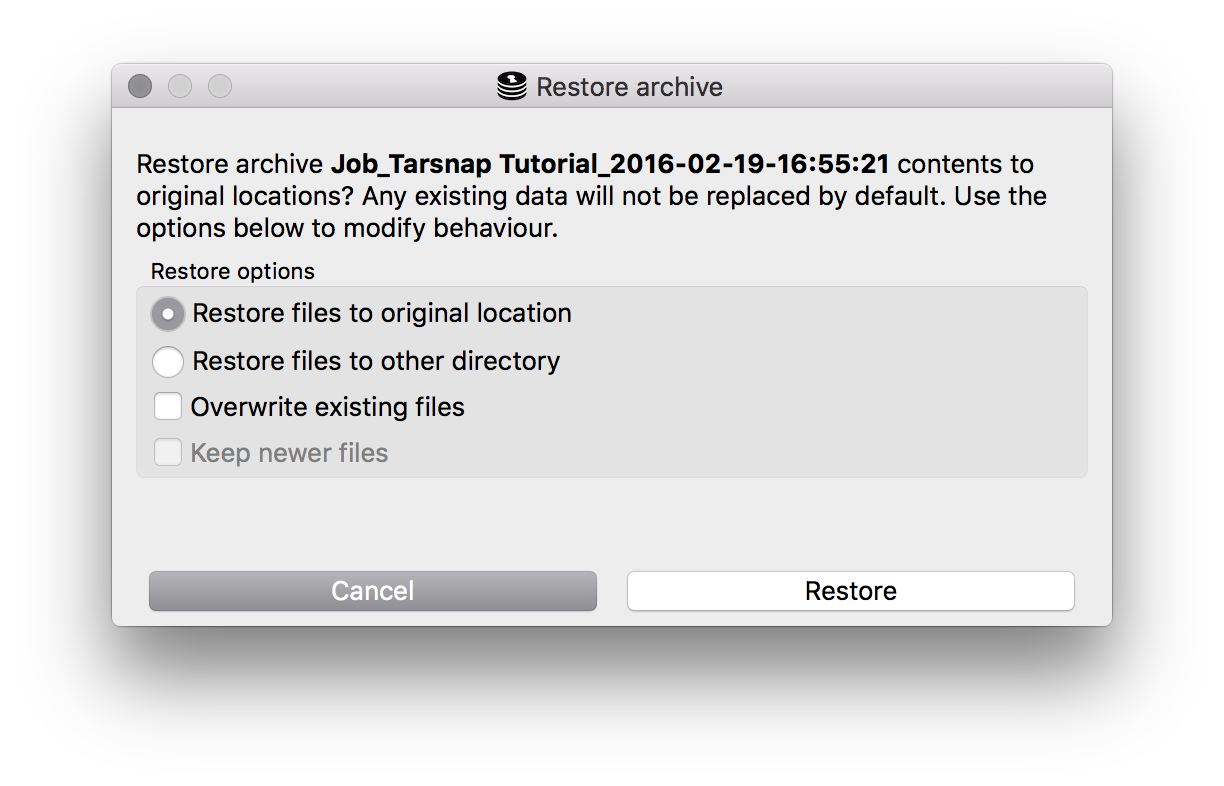 Restore archive
Restore archive Job_Tarsnap Tutorial_2016-02-19-16:55:21 contents to
original locations? Any existing data will not be replaced by default. Use the
options below to modify behaviour.
Restore options
Restore files to original location
Restore files to other directory
Overwrite existing files
Keep newer files
Cancel
Restore